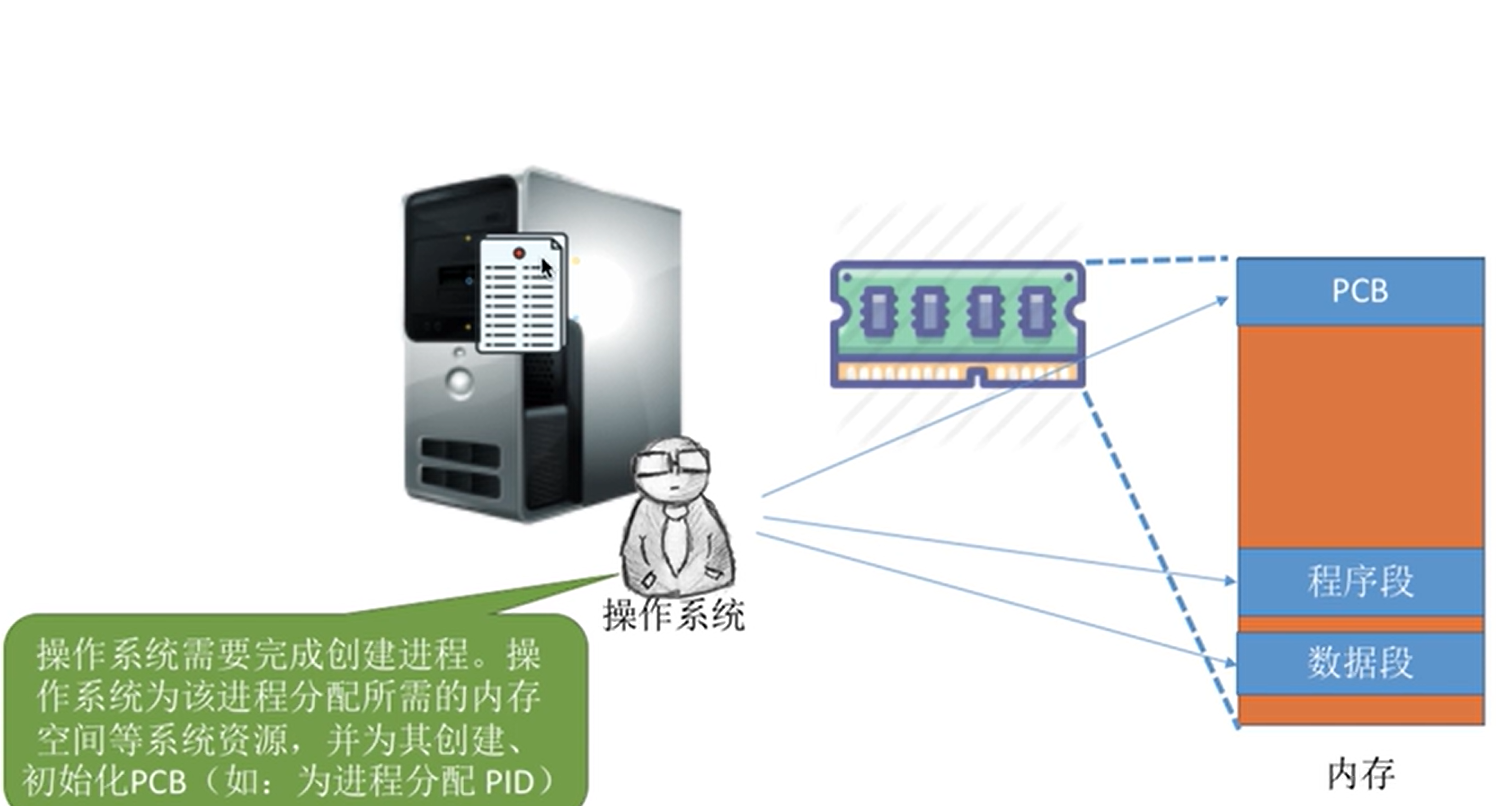 PCB
程序段
数据段
操作系统
操作系统需要完成创建进程。操
作系统为该进程分配所需的内存
空间等系统资源，并为其创建、
初始化PCB（如：为进程分配 PID）
内存